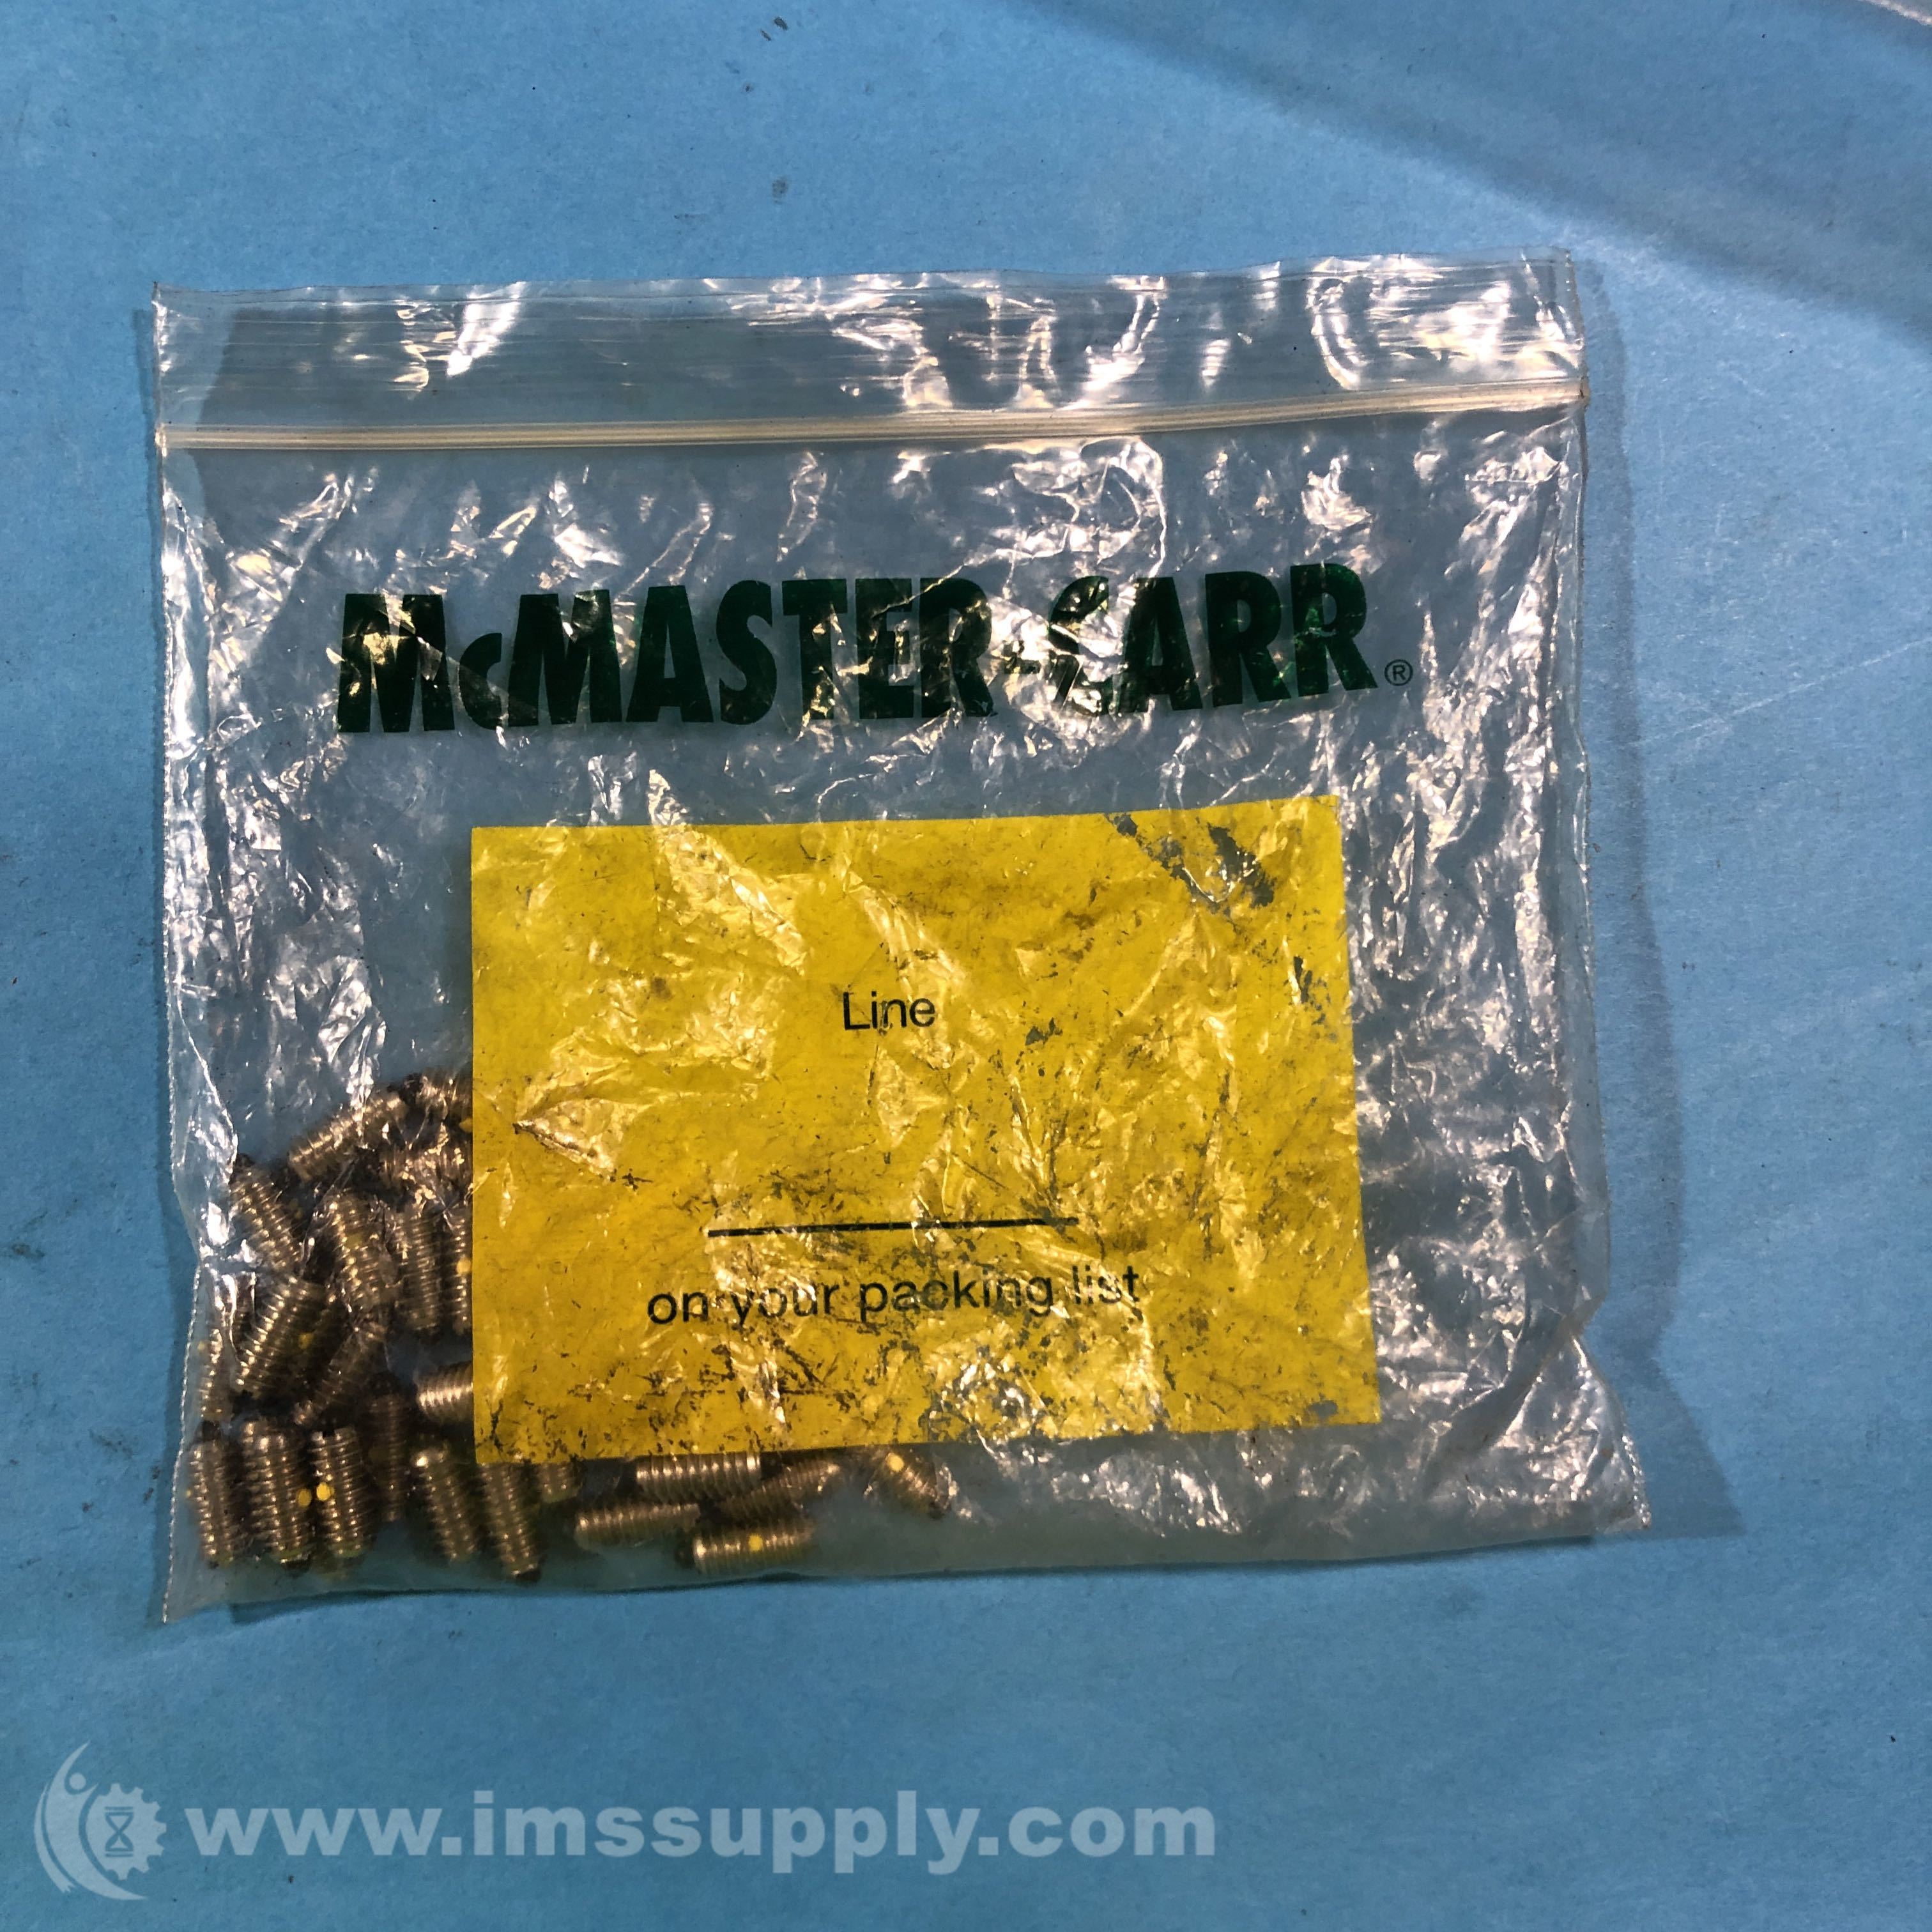 McMASTER-CARR®
Line
on your packing list
www.imssupply.com